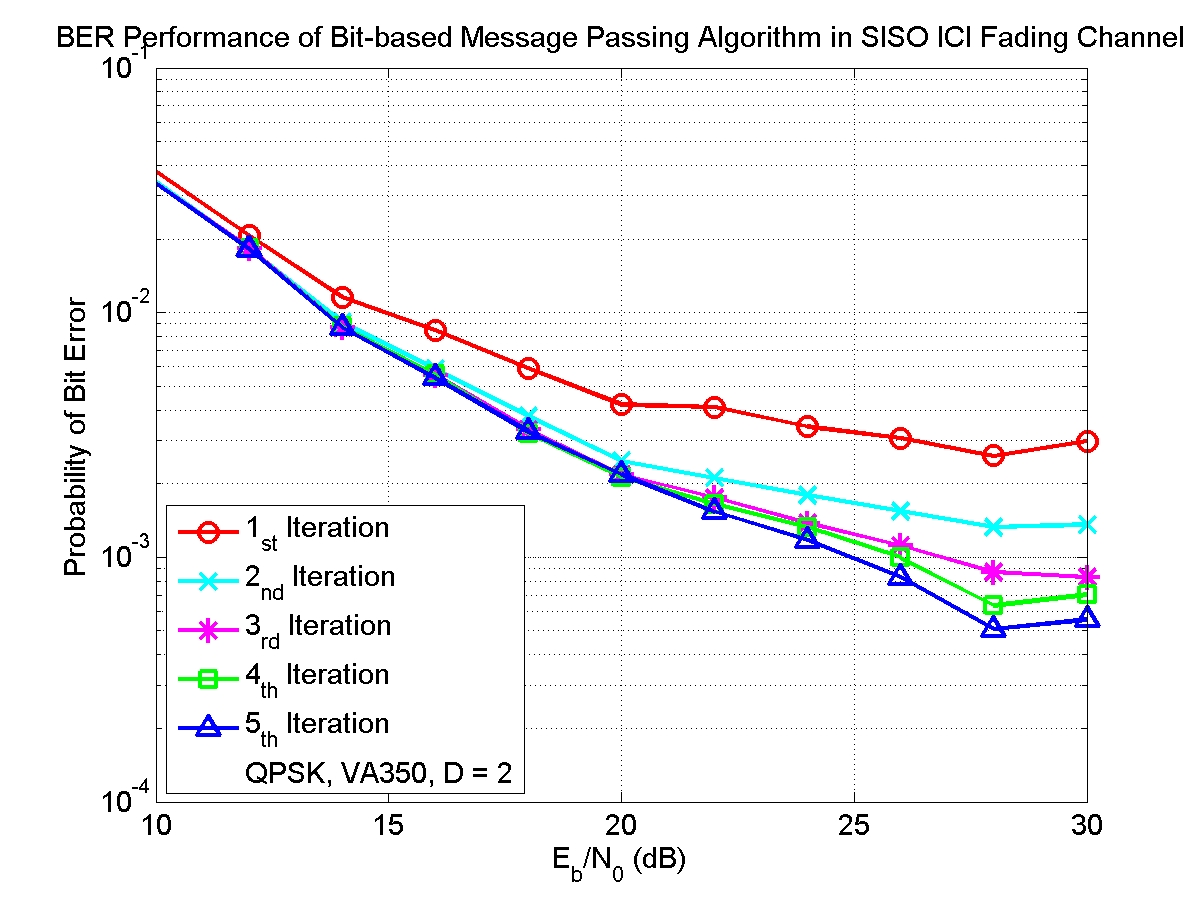 BER Performance of Bit-based Message Passing Algorithm in SISO ICI Fading Channel
10^-1
10^-2
10^-3
10^-4
Probability of Bit Error
1st Iteration
2nd Iteration
3rd Iteration
4th Iteration
5th Iteration
QPSK, VA350, D = 2
10 15 20 25 30
Eb/N0 (dB)